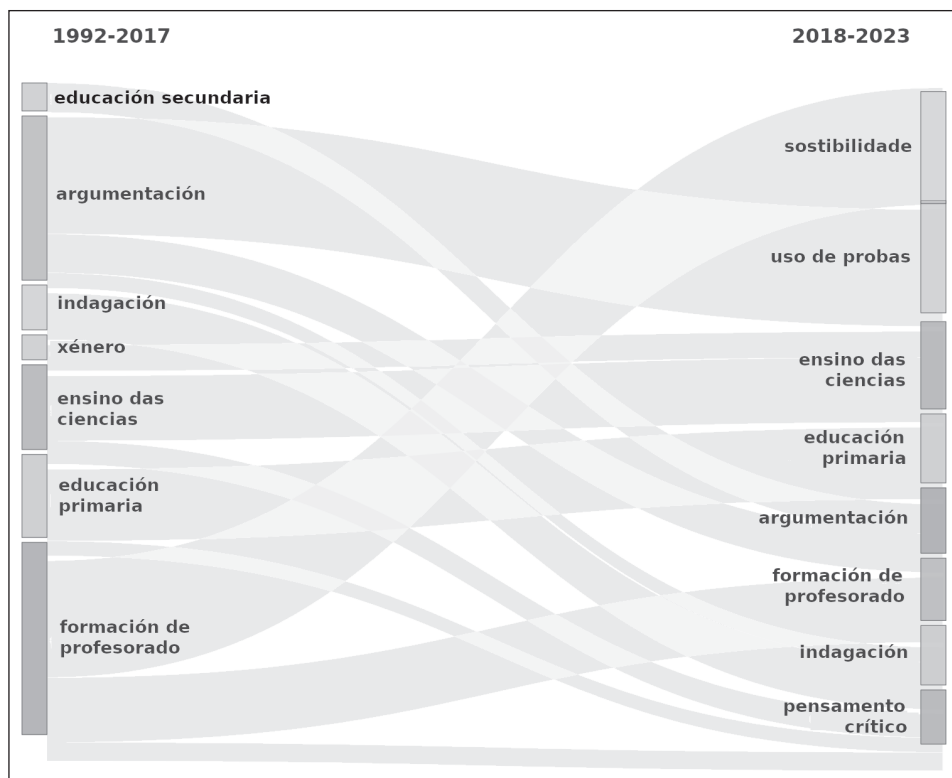 1992-2017
2018-2023
educación secundaria
argumentación
indagación
xénero
ensino das
ciencias
educación
primaria
formación de
profesorado
sostibilidade
uso de probas
ensino das
ciencias
educación
primaria
argumentación
formación de
profesorado
indagación
pensamento
crítico